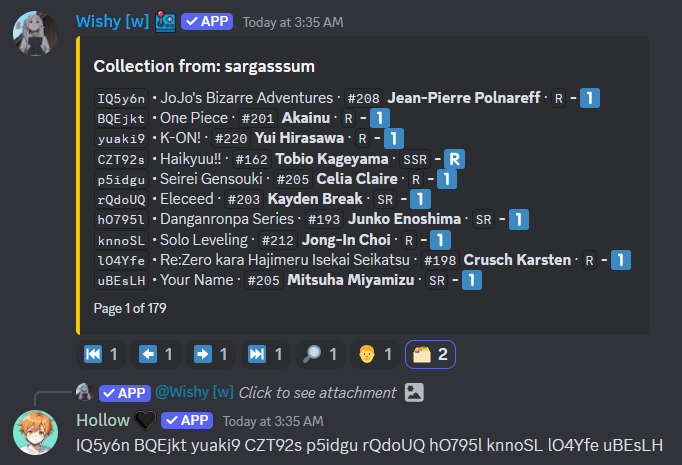 Wishy [w] ✓ APP Today at 3:35 AM
Collection from: sargasssum
IQ5y6n • JoJo's Bizarre Adventures · #208 Jean-Pierre Polnareff · R - 1
BQEjkt • One Piece · #201 Akainu · R - 1
yuaki9 • K-ON! · #220 Yui Hirasawa · R - 1
CZT92s • Haikyuu!! · #162 Tobio Kageyama · SSR - R
p5idgu • Seirei Gensouki · #205 Celia Claire · R - 1
rQdoUQ • Eleceed · #203 Kayden Break · SR - 1
hO795l • Danganronpa Series · #193 Junko Enoshima · SR - 1
knnoSL • Solo Leveling · #212 Jong-In Choi · R - 1
lO4Yfe • Re:Zero kara Hajimeru Isekai Seikatsu · #198 Crusch Karsten · R - 1
uBEsLH • Your Name · #205 Mitsuha Miyamizu · SR - 1
Page 1 of 179
1 1 1 1 1 1 2
✓ APP @Wishy [w] Click to see attachment
Hollow ✓ APP Today at 3:35 AM
IQ5y6n BQEjkt yuaki9 CZT92s p5idgu rQdoUQ hO795l knnoSL lO4Yfe uBEsLH